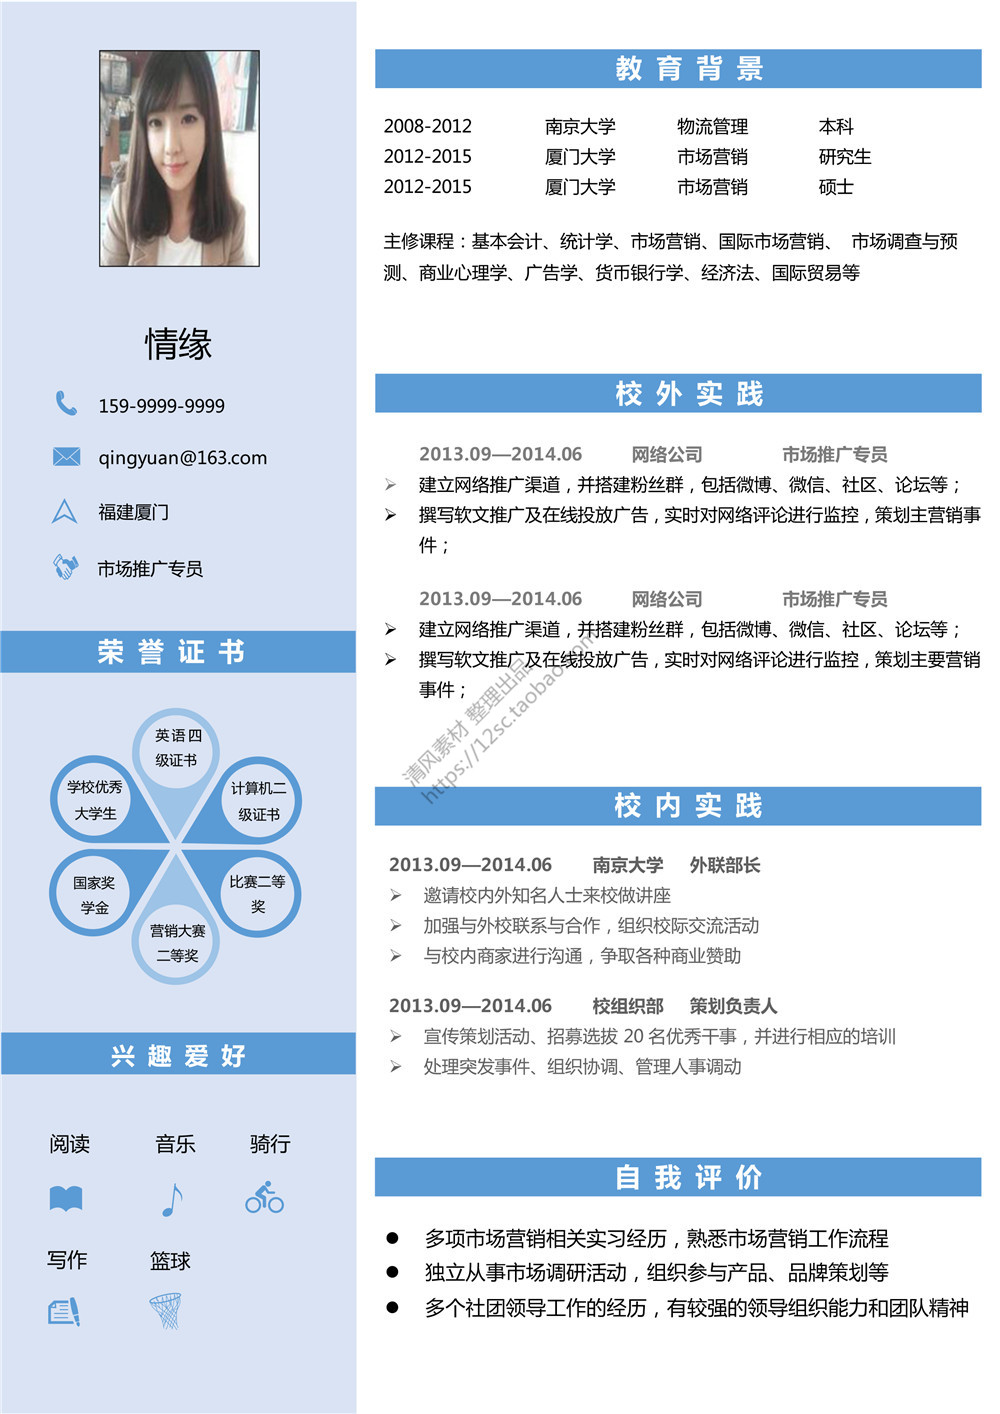 情缘
159-9999-9999
qingyuan@163.com
福建厦门
市场推广专员
荣誉证书
英语四
级证书
学校优秀
大学生
计算机二
级证书
国家奖
学金
比赛二等
奖
营销大赛
二等奖
兴趣爱好
阅读 音乐 骑行
写作 篮球
教育背景
2008-2012 南京大学 物流管理 本科
2012-2015 厦门大学 市场营销 研究生
2012-2015 厦门大学 市场营销 硕士
主修课程：基本会计、统计学、市场营销、国际市场营销、 市场调查与预
测、商业心理学、广告学、货币银行学、经济法、国际贸易等
校外实践
2013.09—2014.06 网络公司 市场推广专员
➢ 建立网络推广渠道，并搭建粉丝群，包括微博、微信、社区、论坛等；
➢ 撰写软文推广及在线投放广告，实时对网络评论进行监控，策划主营销事
件；
2013.09—2014.06 网络公司 市场推广专员
➢ 建立网络推广渠道，并搭建粉丝群，包括微博、微信、社区、论坛等；
➢ 撰写软文推广及在线投放广告，实时对网络评论进行监控，策划主要营销
事件；
清风素材 整理出品
https://12sc.taobao.com
校内实践
2013.09—2014.06 南京大学 外联部长
➢ 邀请校内外知名人士来校做讲座
➢ 加强与外校联系与合作，组织校际交流活动
➢ 与校内商家进行沟通，争取各种商业赞助
2013.09—2014.06 校组织部 策划负责人
➢ 宣传策划活动、招募选拔 20 名优秀干事，并进行相应的培训
➢ 处理突发事件、组织协调、管理人事调动
自我评价
● 多项市场营销相关实习经历，熟悉市场营销工作流程
● 独立从事市场调研活动，组织参与产品、品牌策划等
● 多个社团领导工作的经历，有较强的领导组织能力和团队精神